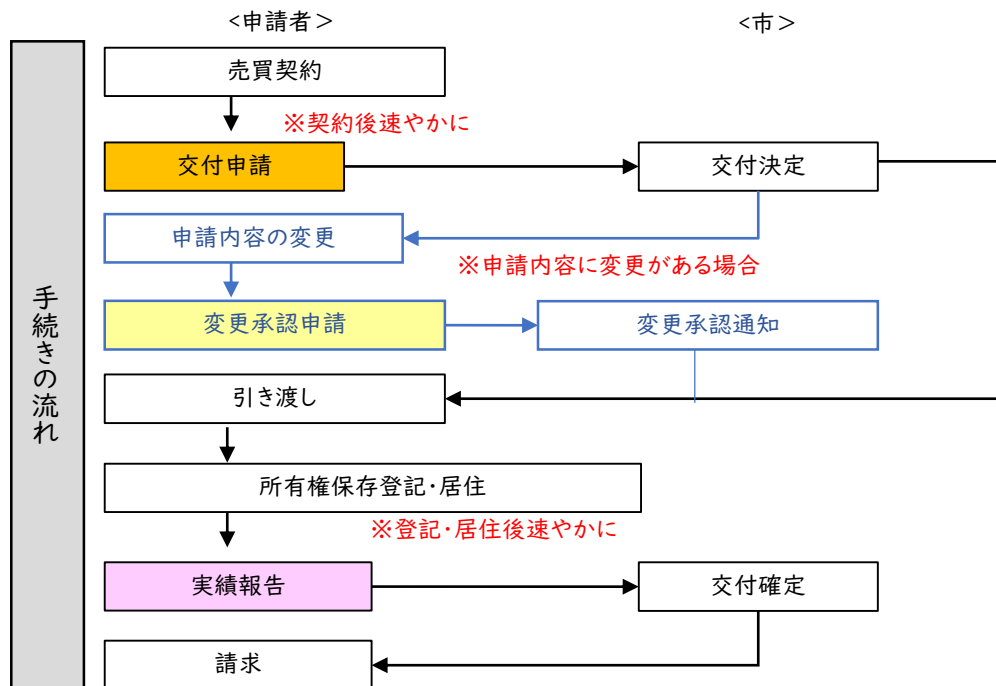 <申請者>
<市>
手続きの流れ
売買契約
※契約後速やかに
交付申請
交付決定
申請内容の変更
※申請内容に変更がある場合
変更承認申請
変更承認通知
引き渡し
所有権保存登記・居住
※登記・居住後速やかに
実績報告
交付確定
請求